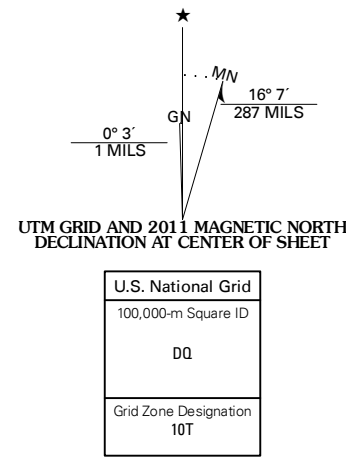 ★
MN
GN
16° 7´
287 MILS
0° 3´
1 MILS
UTM GRID AND 2011 MAGNETIC NORTH
DECLINATION AT CENTER OF SHEET
U.S. National Grid
100,000-m Square ID
DQ
Grid Zone Designation
10T